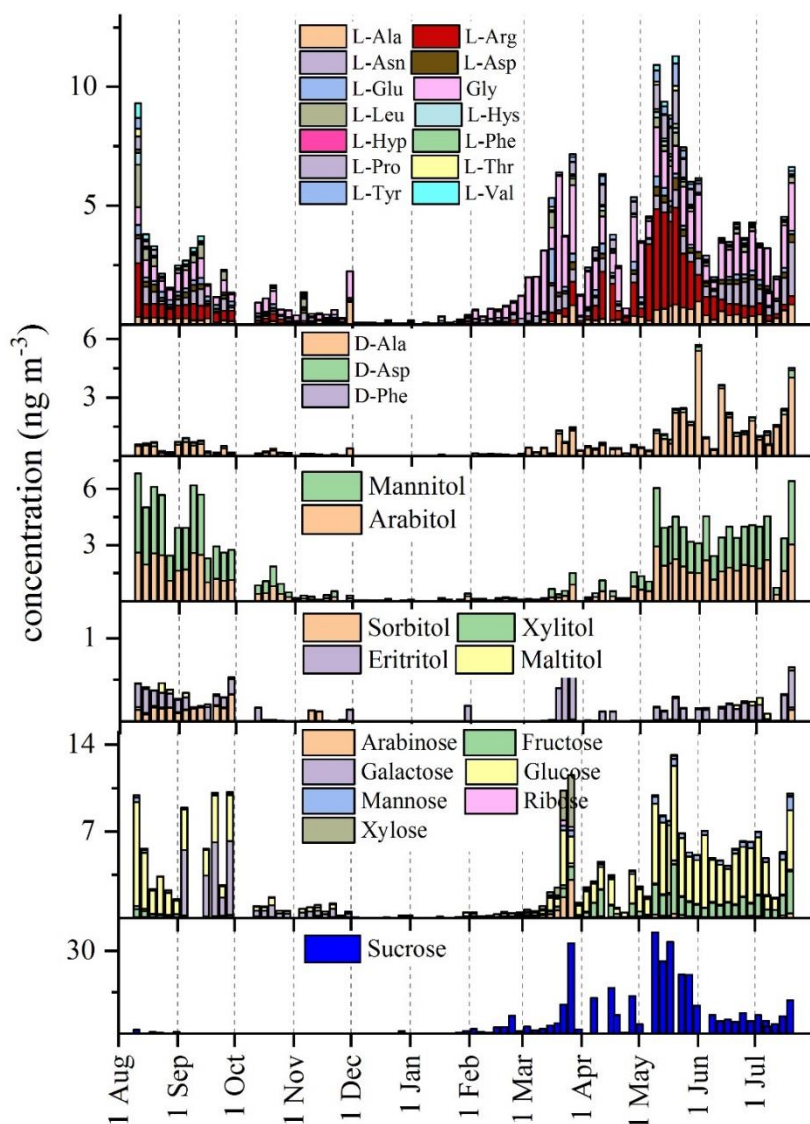 10
5
L-Ala L-Arg
L-Asn L-Asp
L-Glu Gly
L-Leu L-Hys
L-Hyp L-Phe
L-Pro L-Thr
L-Tyr L-Val
6
3
D-Ala
D-Asp
D-Phe
concentration (ng m⁻³)
6
3
Mannitol
Arabitol
1
Sorbitol Xylitol
Eritritol Maltitol
14
7
Arabinose Fructose
Galactose Glucose
Mannose Ribose
Xylose
30
Sucrose
1 Aug
1 Sep
1 Oct
1 Nov
1 Dec
1 Jan
1 Feb
1 Mar
1 Apr
1 May
1 Jun
1 Jul